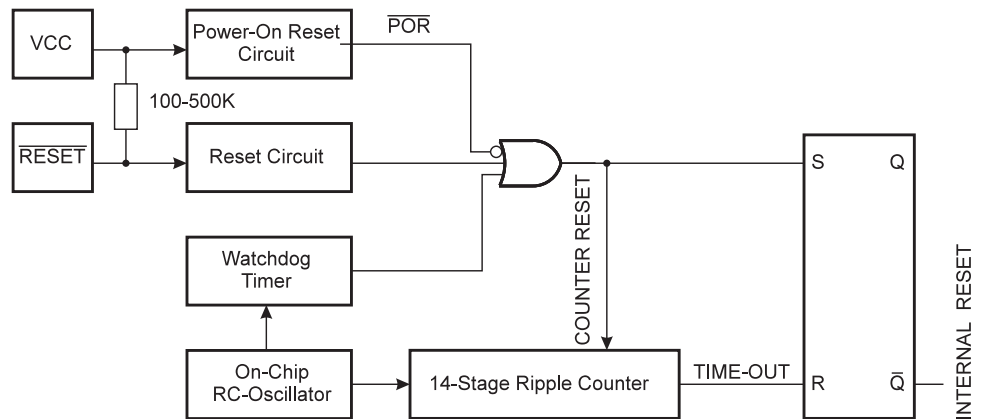 VCC
Power-On Reset
Circuit
POR
100-500K
RESET
Reset Circuit
S
Q
Watchdog
Timer
COUNTER RESET
On-Chip
RC-Oscillator
14-Stage Ripple Counter
TIME-OUT
R
Q̅
INTERNAL RESET